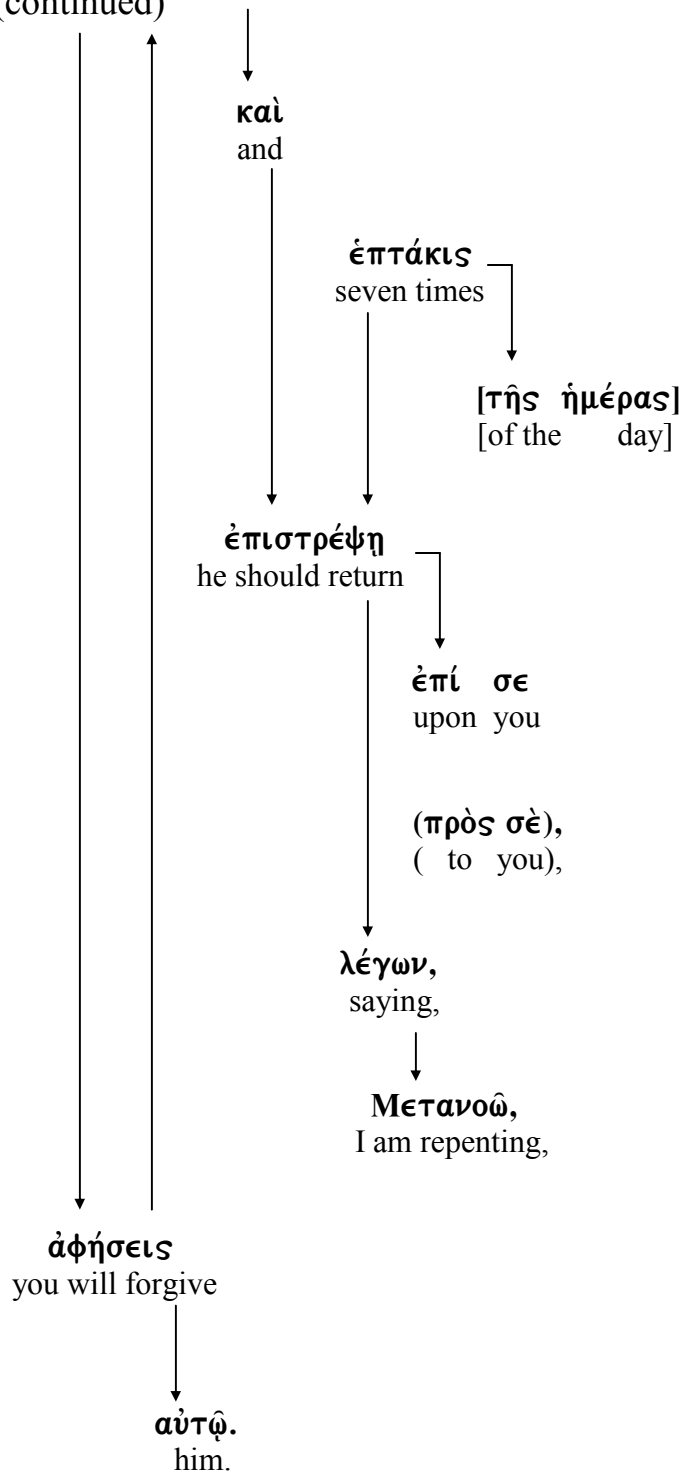 (continued)
καὶ
and
ἑπτάκις
seven times
[τῆς ἡμέρας]
[of the day]
ἐπιστρέψῃ
he should return
ἐπί σε
upon you
(πρὸς σὲ),
( to you),
λέγων,
saying,
Μετανοῶ,
I am repenting,
ἀφήσεις
you will forgive
αὐτῷ.
him.